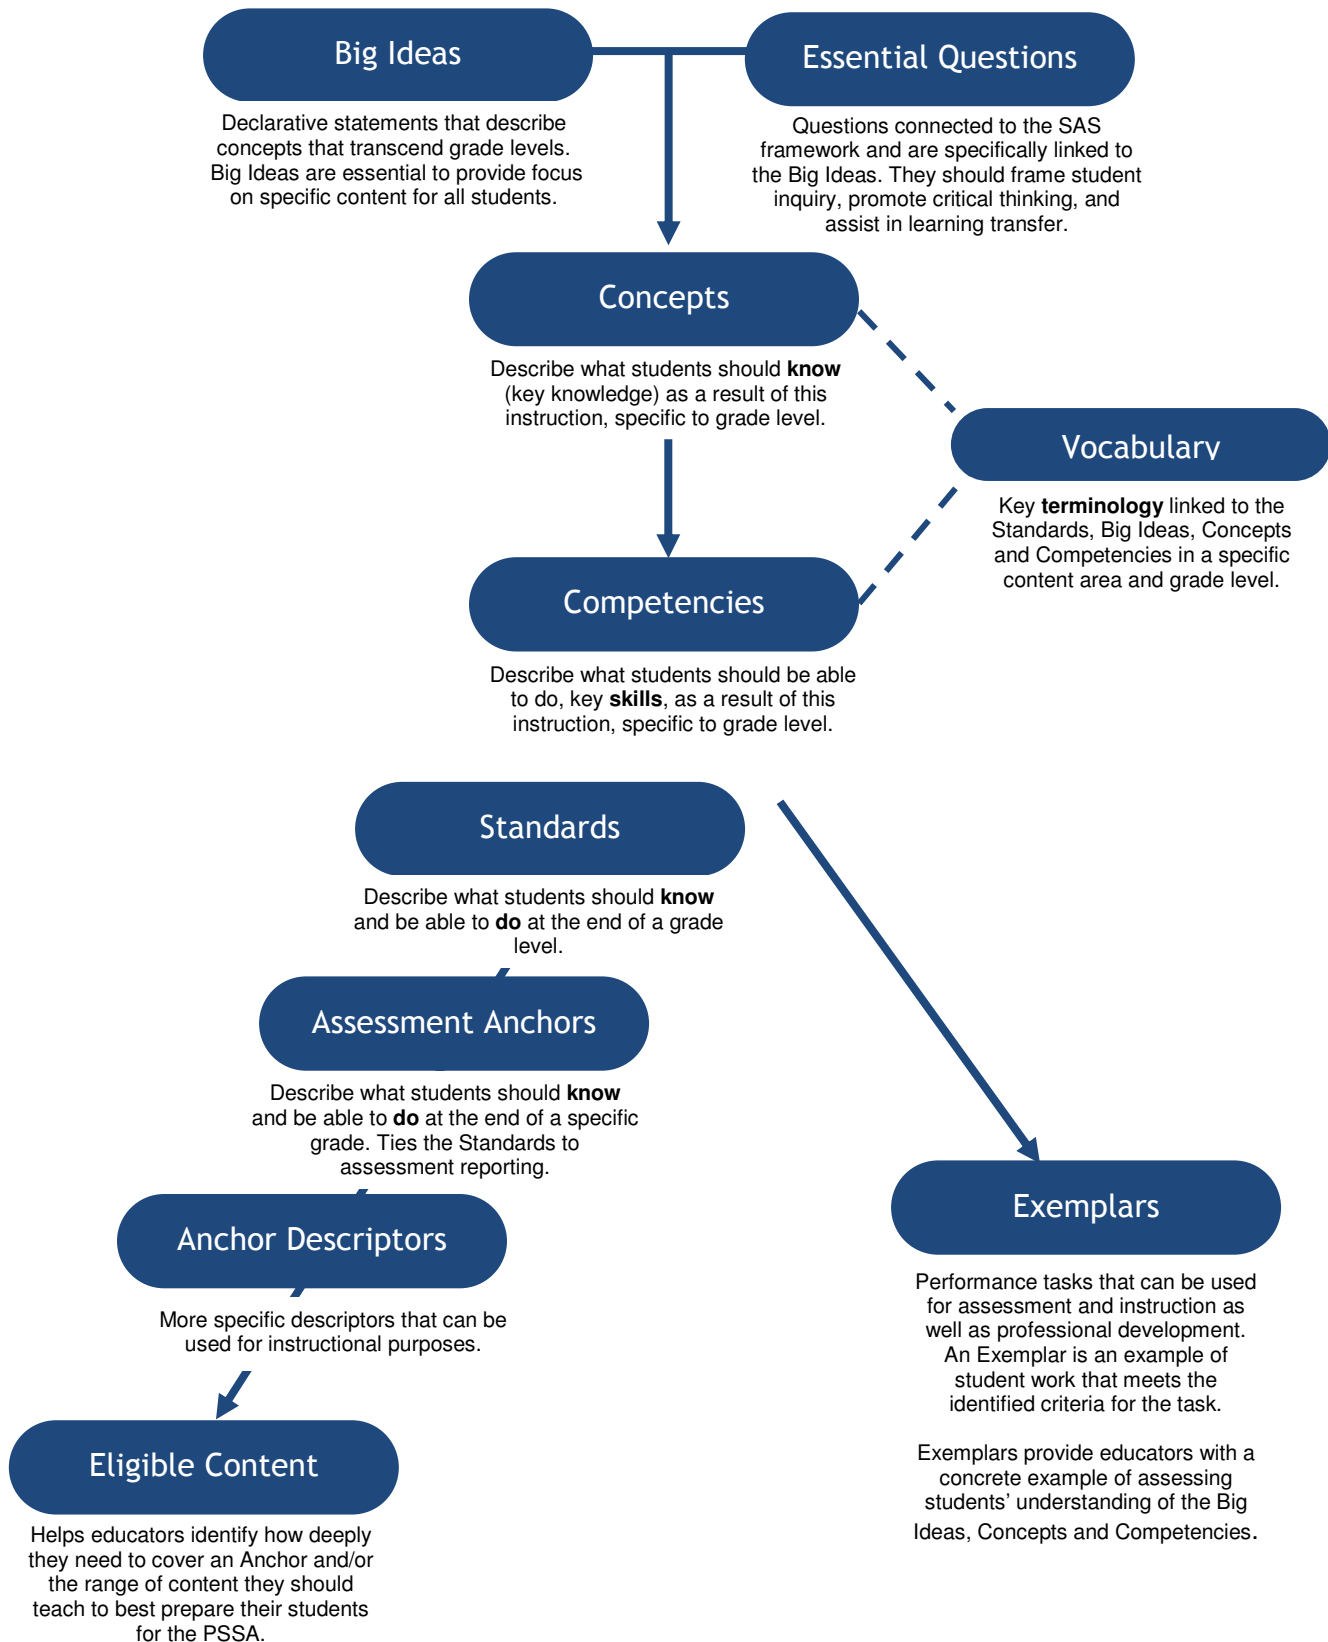 Big Ideas
Declarative statements that describe
concepts that transcend grade levels.
Big Ideas are essential to provide focus
on specific content for all students.
Essential Questions
Questions connected to the SAS
framework and are specifically linked to
the Big Ideas. They should frame student
inquiry, promote critical thinking, and
assist in learning transfer.
Concepts
Describe what students should know
(key knowledge) as a result of this
instruction, specific to grade level.
Vocabulary
Key terminology linked to the
Standards, Big Ideas, Concepts
and Competencies in a specific
content area and grade level.
Competencies
Describe what students should be able
to do, key skills, as a result of this
instruction, specific to grade level.
Standards
Describe what students should know
and be able to do at the end of a grade
level.
Assessment Anchors
Describe what students should know
and be able to do at the end of a specific
grade. Ties the Standards to
assessment reporting.
Anchor Descriptors
More specific descriptors that can be
used for instructional purposes.
Eligible Content
Helps educators identify how deeply
they need to cover an Anchor and/or
the range of content they should
teach to best prepare their students
for the PSSA.
Exemplars
Performance tasks that can be used
for assessment and instruction as
well as professional development.
An Exemplar is an example of
student work that meets the
identified criteria for the task.
Exemplars provide educators with a
concrete example of assessing
students’ understanding of the Big
Ideas, Concepts and Competencies.